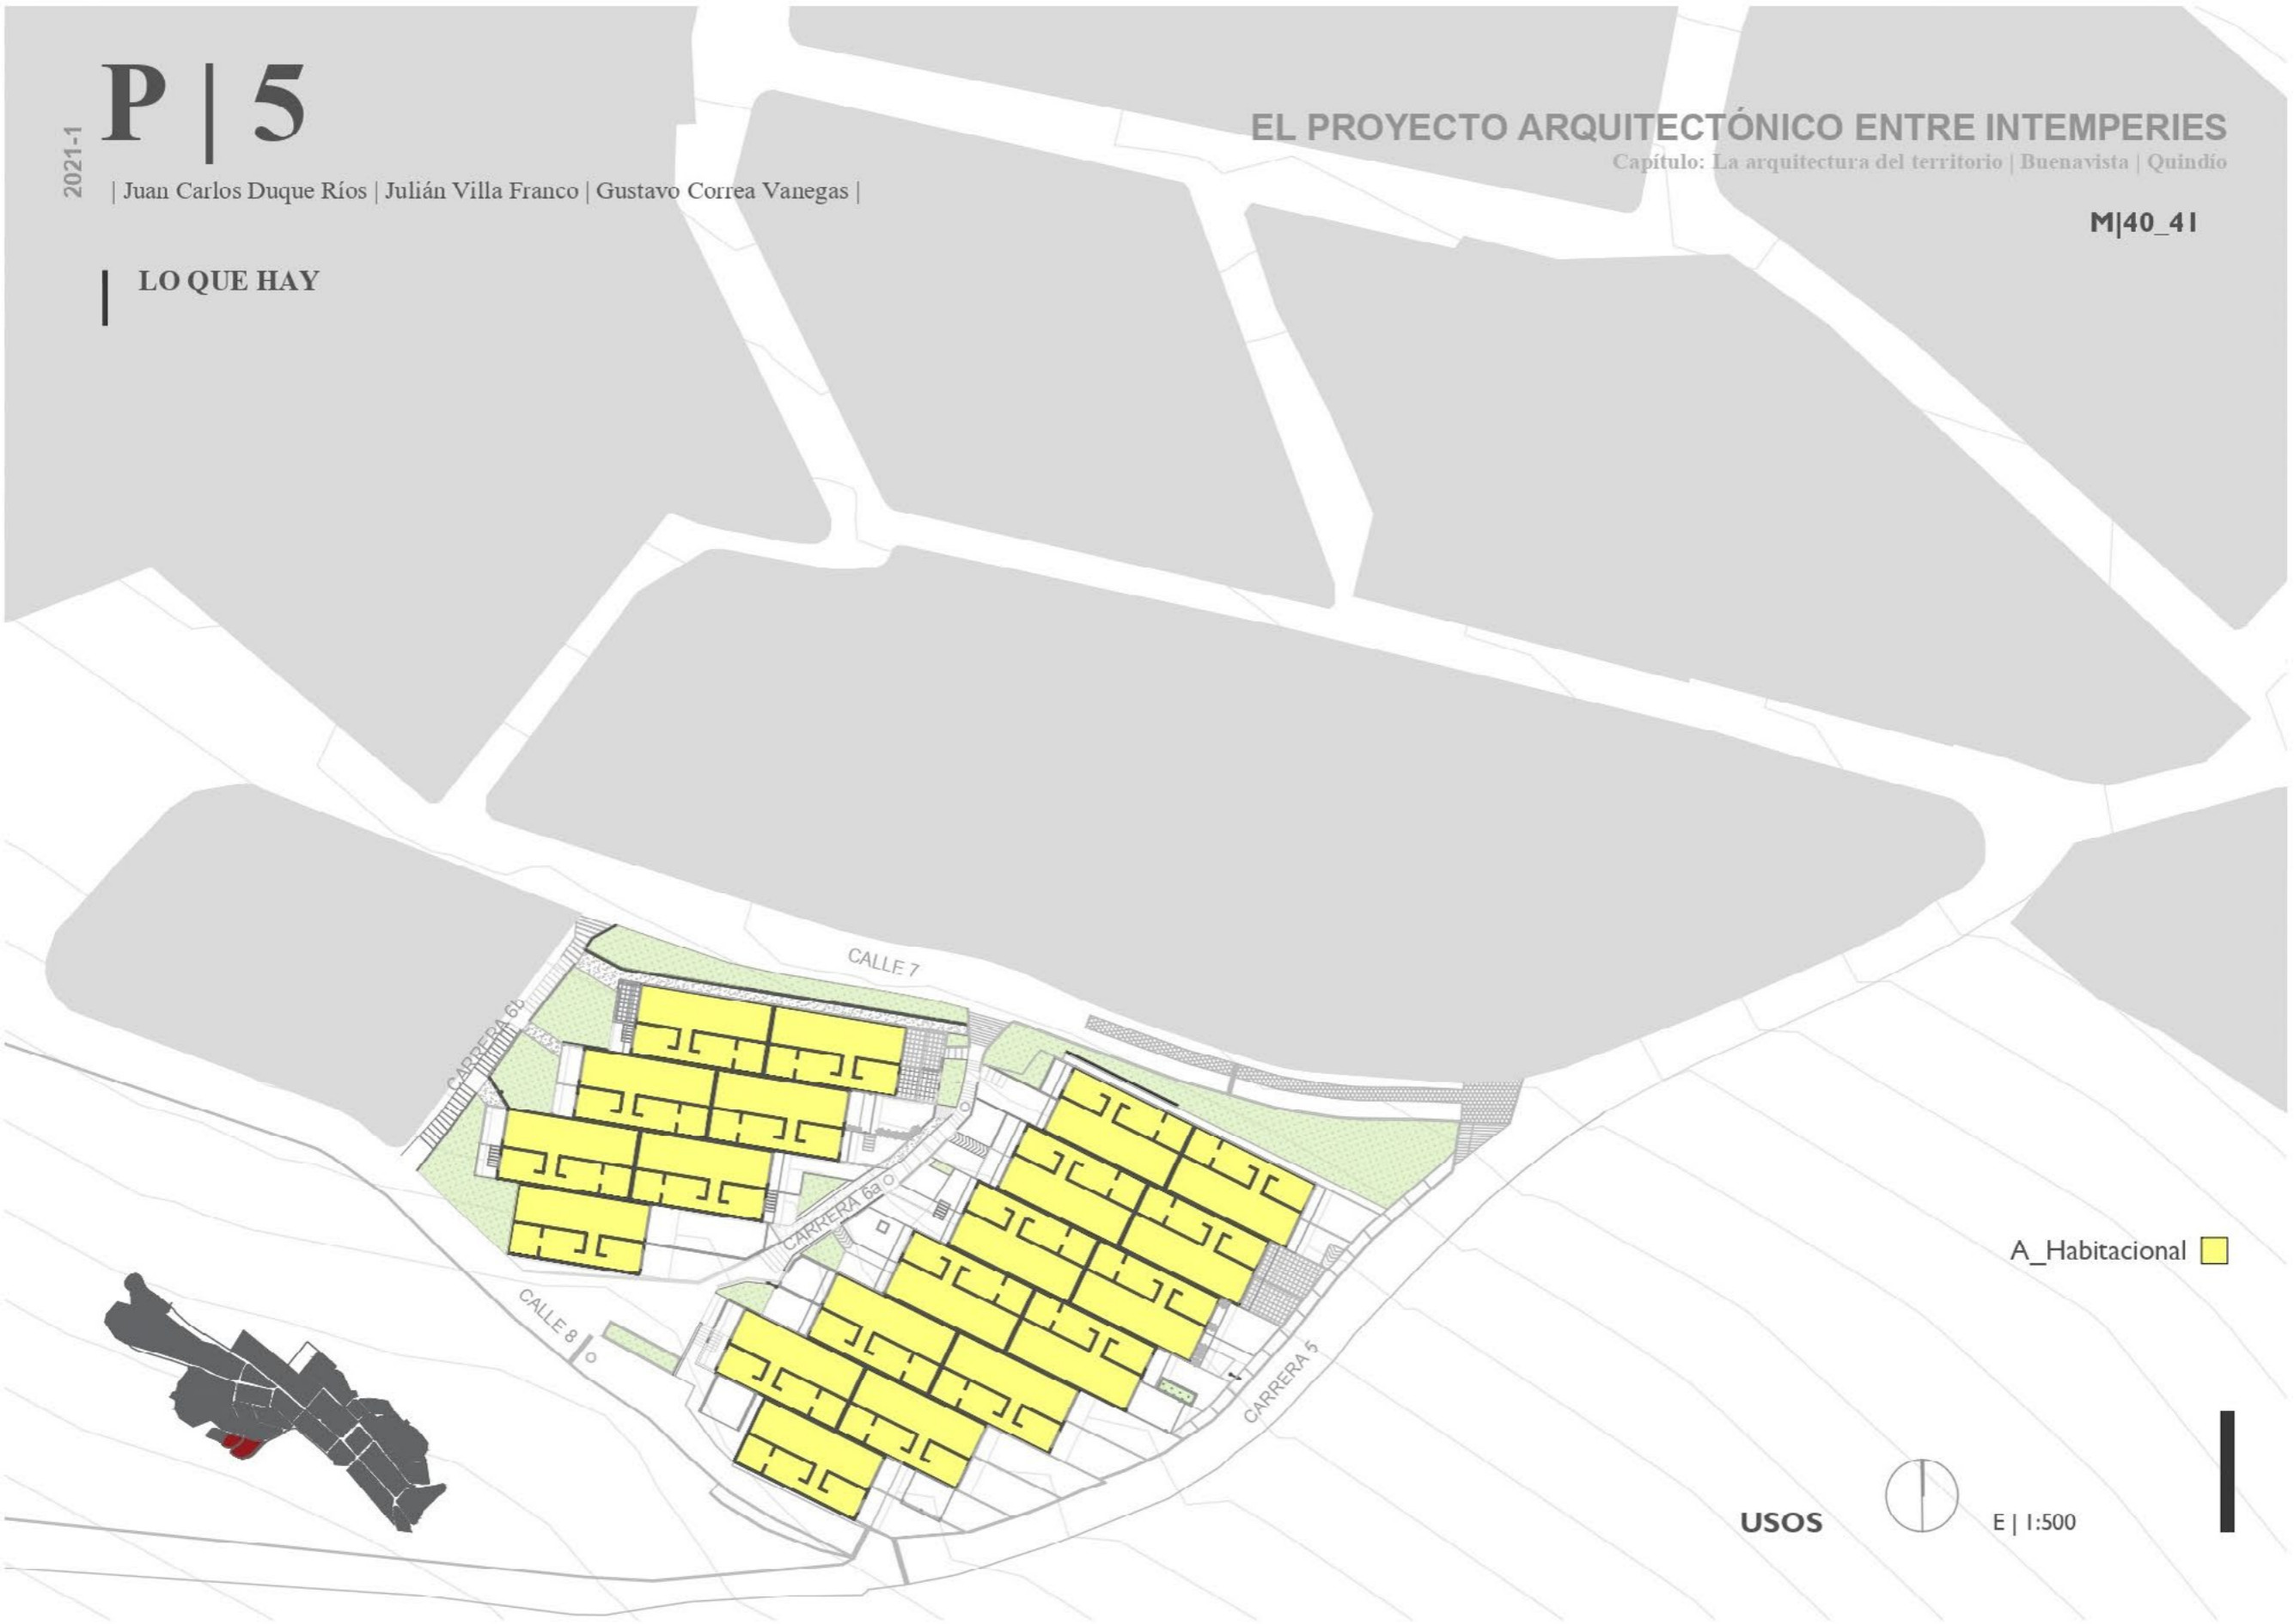 P | 5
2021-1
| Juan Carlos Duque Ríos | Julián Villa Franco | Gustavo Correa Vanegas |
LO QUE HAY
EL PROYECTO ARQUITECTÓNICO ENTRE INTEMPERIES
Capítulo: La arquitectura del territorio | Buenavista | Quindío
M|40_41
CALLE 7
CARRERA 6b
CARRERA 6a
CALLE 8
CARRERA 5
A_Habitacional
USOS
E | 1:500